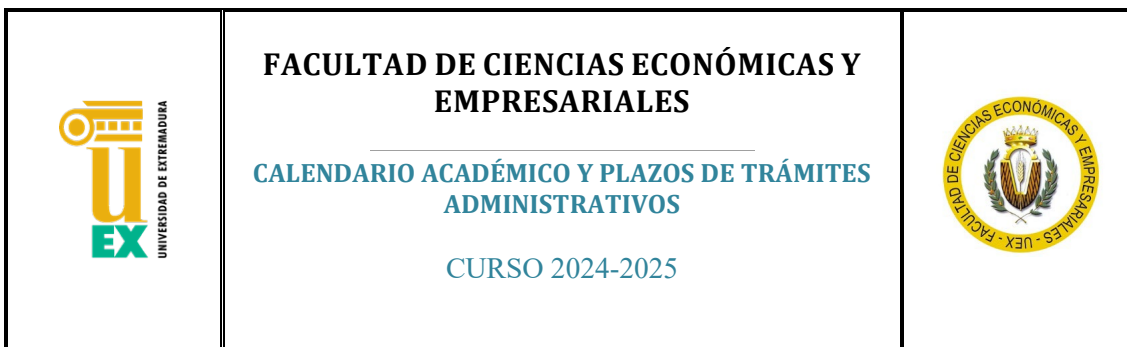 FACULTAD DE CIENCIAS ECONÓMICAS Y
EMPRESARIALES
CALENDARIO ACADÉMICO Y PLAZOS DE TRÁMITES
ADMINISTRATIVOS
CURSO 2024-2025
u
EX
UNIVERSIDAD DE EXTREMADURA
FACULTAD DE CIENCIAS ECONÓMICAS Y EMPRESARIALES - UEX -